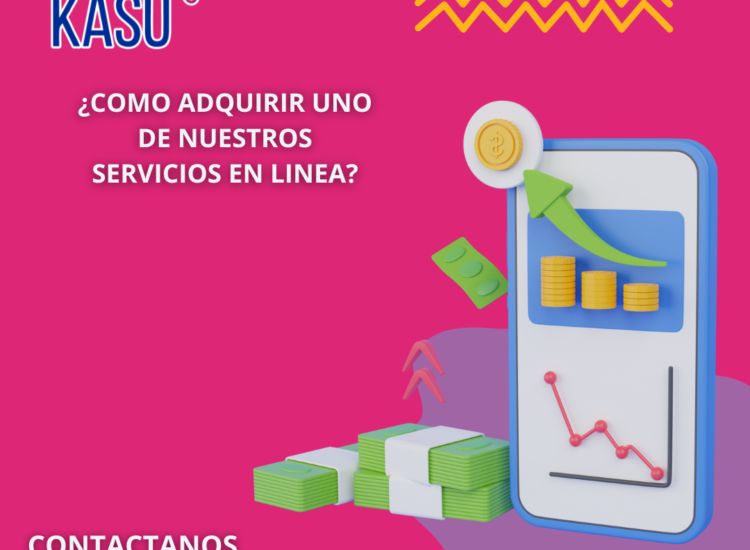 KASU
¿COMO ADQUIRIR UNO
DE NUESTROS
SERVICIOS EN LINEA?
CONTACTANOS